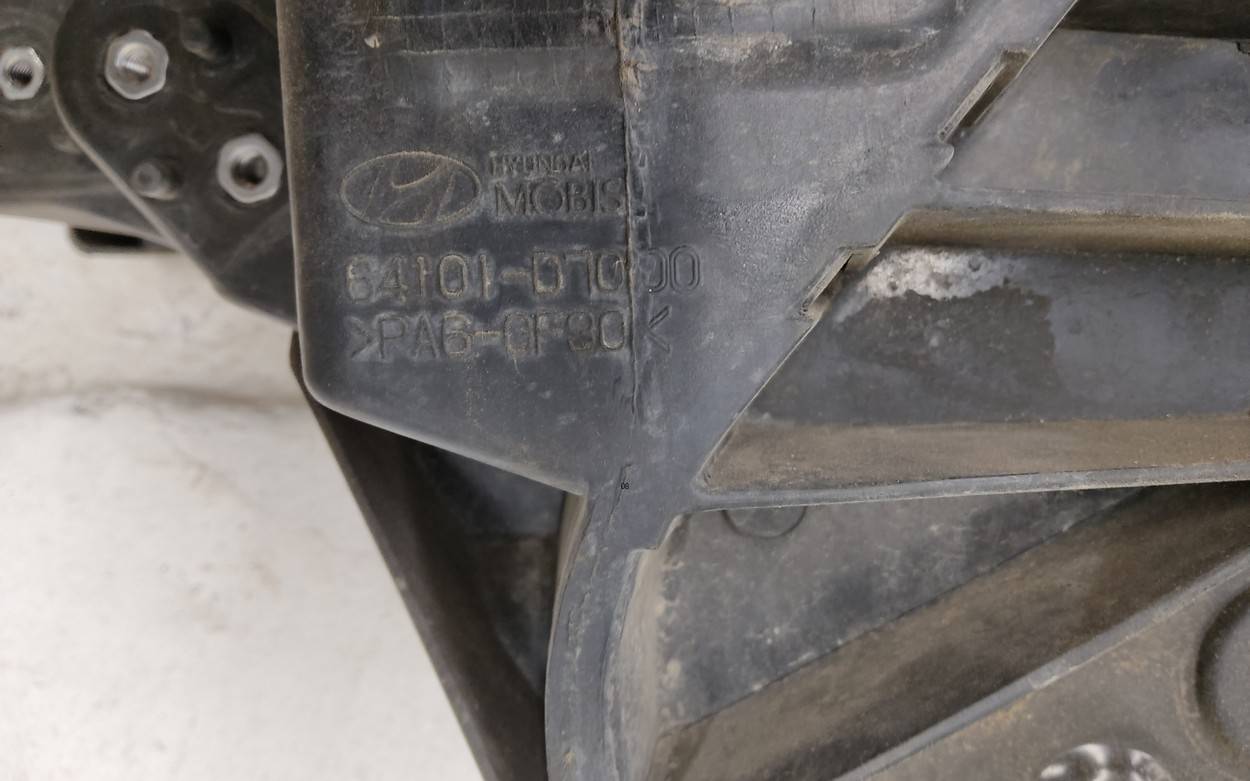 HYUNDAI
MOBIS
64101-D7000
>PA6-GF30<